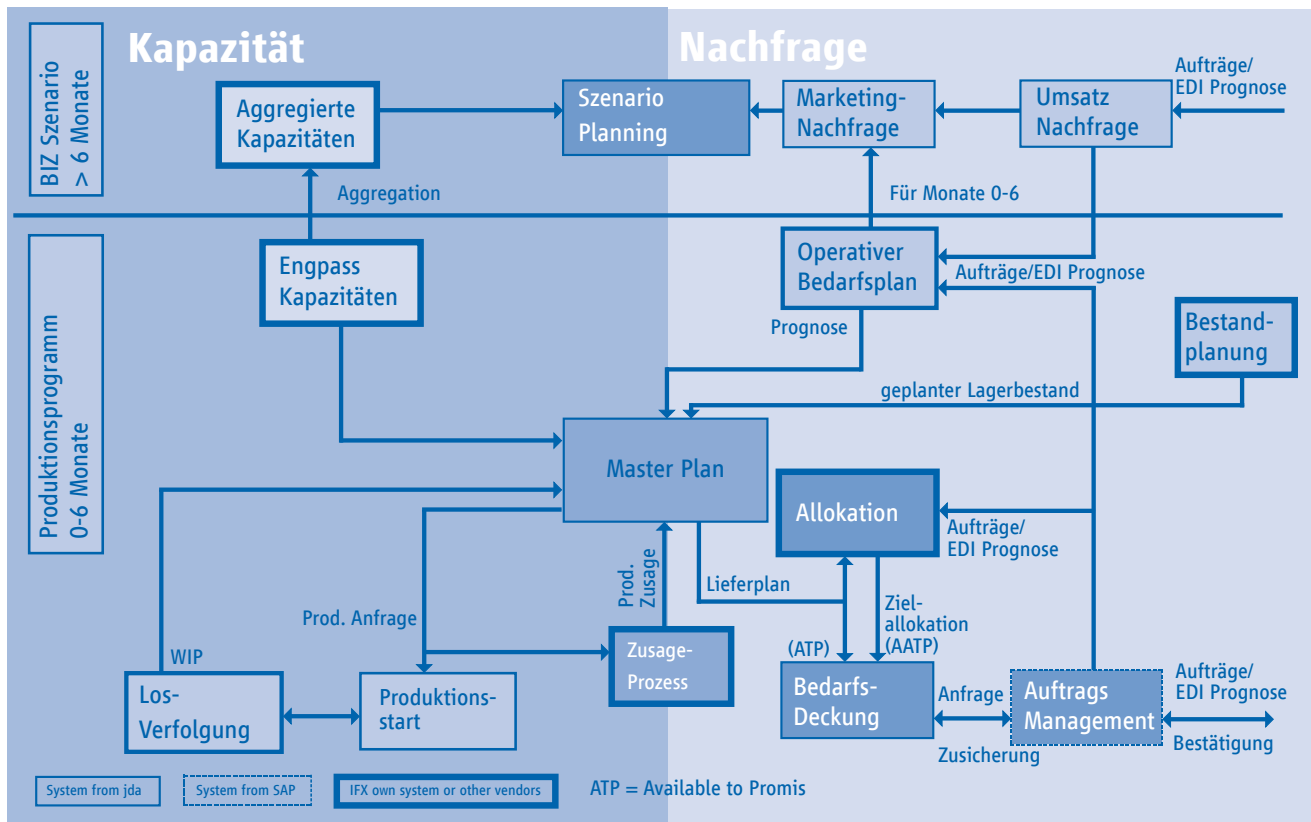 Kapazität
Nachfrage
BIZ Szenario
> 6 Monate
Aggregierte
Kapazitäten
Szenario
Planning
Marketing-
Nachfrage
Umsatz
Nachfrage
Aufträge/
EDI Prognose
Aggregation
Für Monate 0-6
Produktionsprogramm
0-6 Monate
Engpass
Kapazitäten
Operativer
Bedarfsplan
Aufträge/EDI Prognose
Prognose
Bestand-
planung
geplanter Lagerbestand
Master Plan
Allokation
Aufträge/
EDI Prognose
Prod.
Zusage
Lieferplan
Prod. Anfrage
Ziel-
allokation
(AATP)
(ATP)
WIP
Los-
Verfolgung
Produktions-
start
Zusage-
Prozess
Bedarfs-
Deckung
Anfrage
Zusicherung
Auftrags
Management
Aufträge/
EDI Prognose
Bestätigung
System from jda
System from SAP
IFX own system or other vendors
ATP = Available to Promis